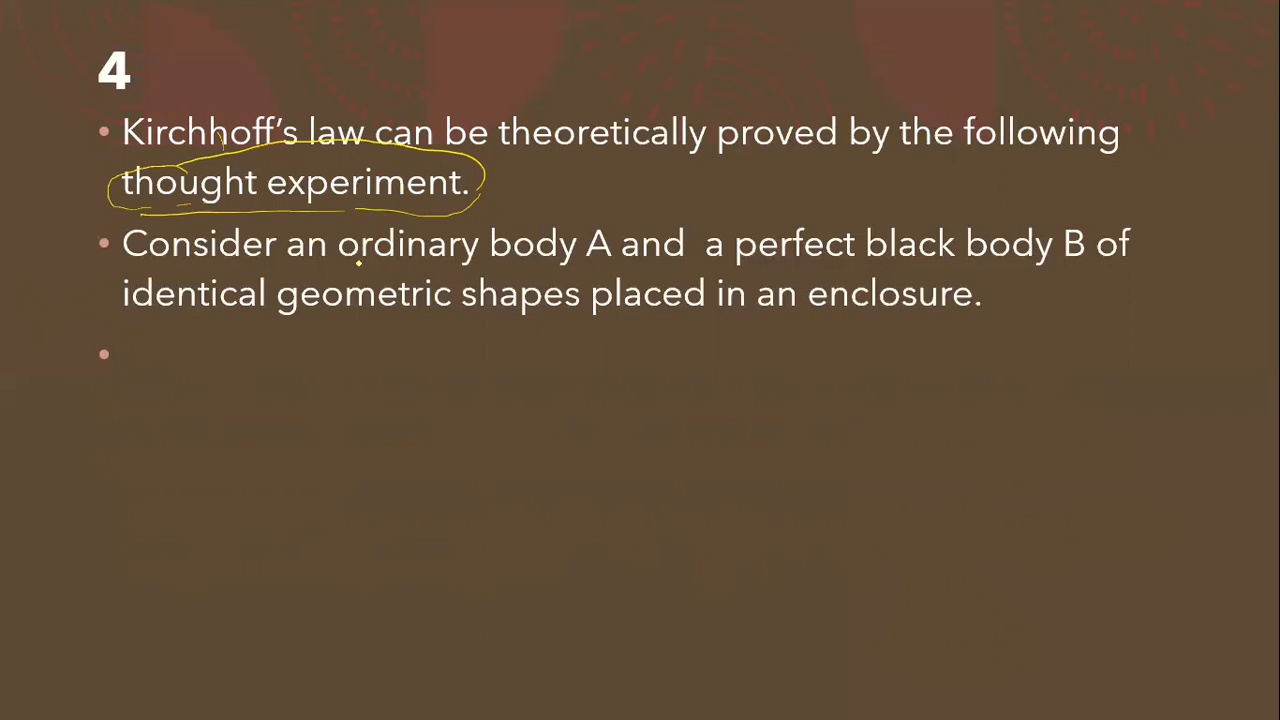 4
• Kirchhoff's law can be theoretically proved by the following
thought experiment.
• Consider an ordinary body A and a perfect black body B of
identical geometric shapes placed in an enclosure.
•